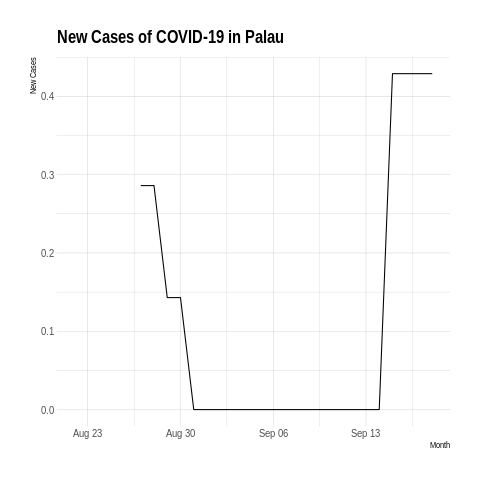 New Cases of COVID-19 in Palau
New Cases
0.4
0.3
0.2
0.1
0.0
Aug 23 Aug 30 Sep 06 Sep 13
Month